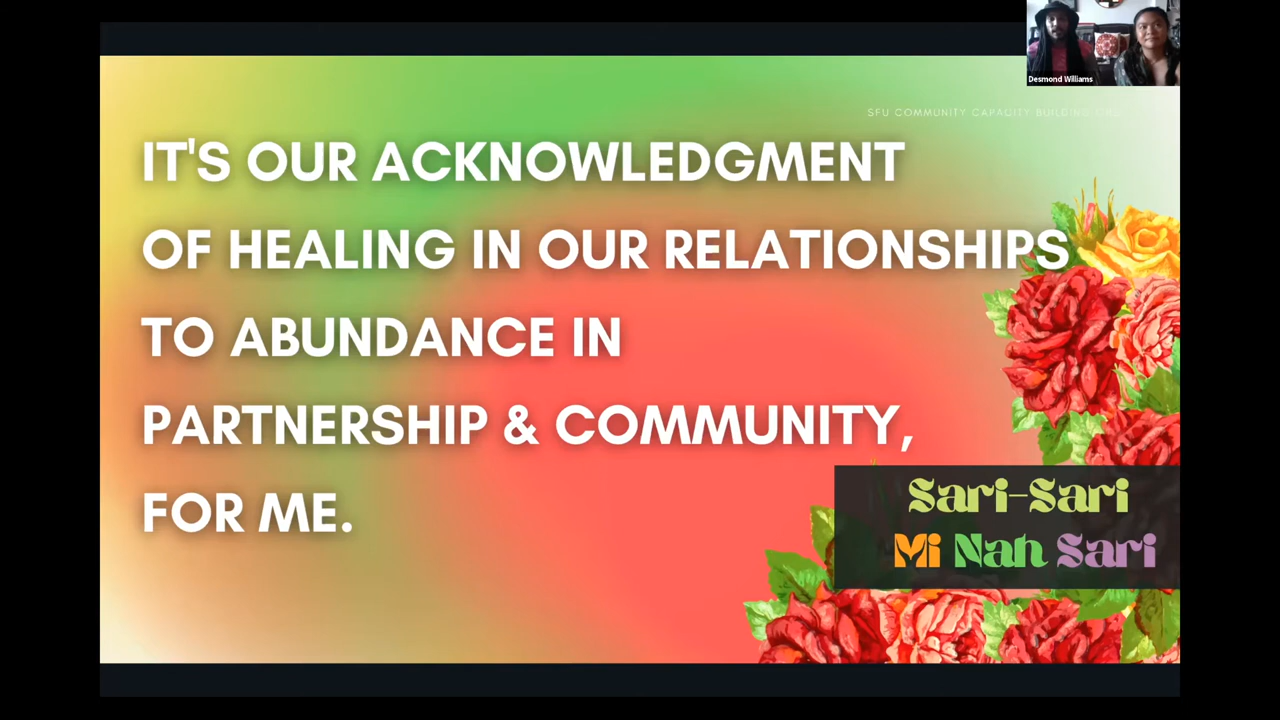 Desmond Williams
SFU COMMUNITY CAPACITY BUILDING
IT'S OUR ACKNOWLEDGMENT
OF HEALING IN OUR RELATIONSHIPS
TO ABUNDANCE IN
PARTNERSHIP & COMMUNITY,
FOR ME.
Sari-Sari
Mi Nah Sari